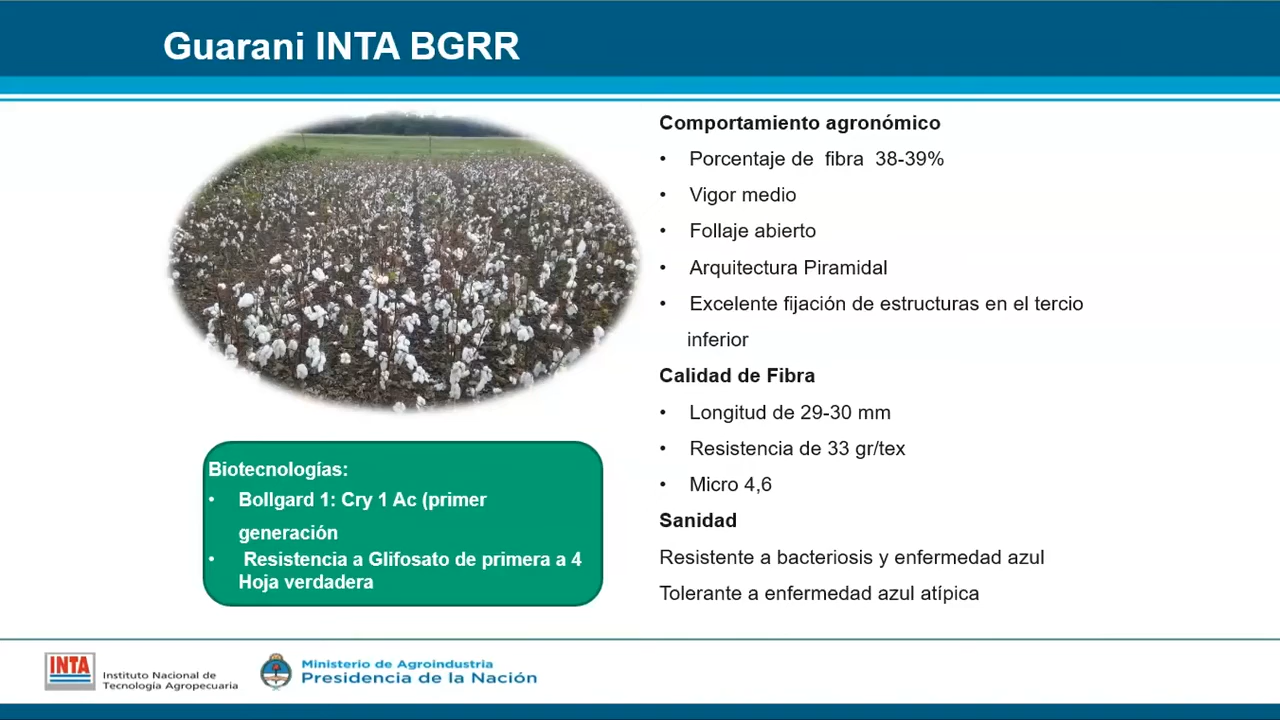 Guarani INTA BGRR
Comportamiento agronómico
• Porcentaje de fibra 38-39%
• Vigor medio
• Follaje abierto
• Arquitectura Piramidal
• Excelente fijación de estructuras en el tercio
inferior
Calidad de Fibra
• Longitud de 29-30 mm
• Resistencia de 33 gr/tex
• Micro 4,6
Sanidad
Resistente a bacteriosis y enfermedad azul
Tolerante a enfermedad azul atípica
Biotecnologías:
• Bollgard 1: Cry 1 Ac (primer
generación
• Resistencia a Glifosato de primera a 4
Hoja verdadera
INTA
Instituto Nacional de
Tecnología Agropecuaria
Ministerio de Agroindustria
Presidencia de la Nación